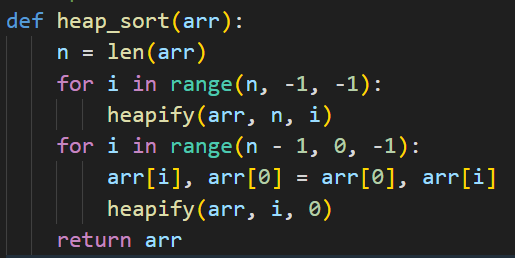 def heap_sort(arr):
    n = len(arr)
    for i in range(n, -1, -1):
        heapify(arr, n, i)
    for i in range(n - 1, 0, -1):
        arr[i], arr[0] = arr[0], arr[i]
        heapify(arr, i, 0)
    return arr